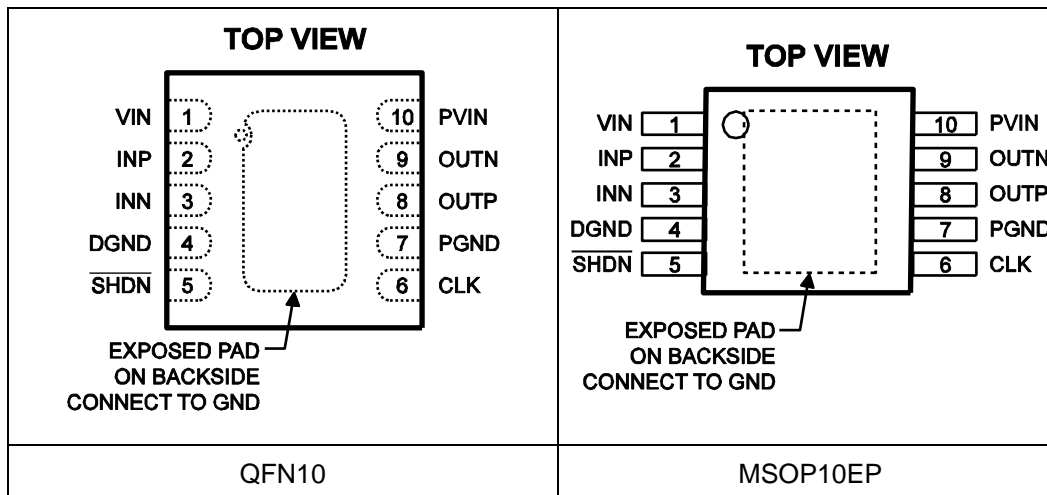 TOP VIEW
VIN 1
INP 2
INN 3
DGND 4
SHDN 5
10 PVIN
9 OUTN
8 OUTP
7 PGND
6 CLK
EXPOSED PAD
ON BACKSIDE
CONNECT TO GND
QFN10
TOP VIEW
VIN 1
INP 2
INN 3
DGND 4
SHDN 5
10 PVIN
9 OUTN
8 OUTP
7 PGND
6 CLK
EXPOSED PAD
ON BACKSIDE
CONNECT TO GND
MSOP10EP